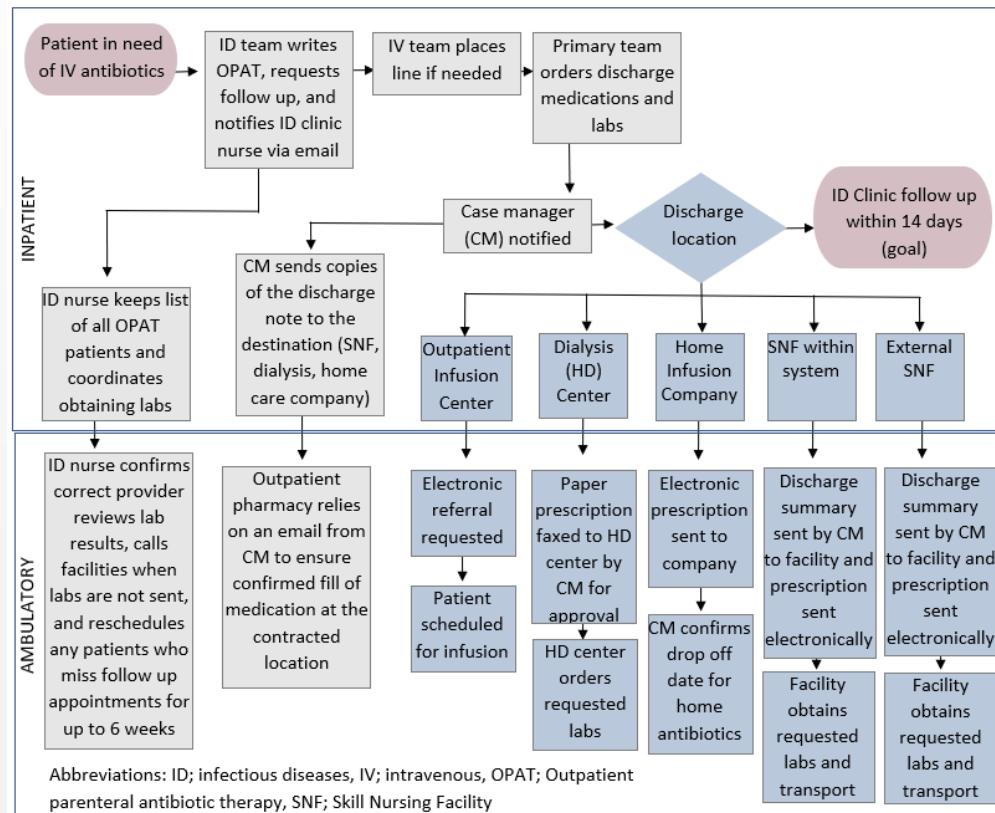 Patient in need
of IV antibiotics
ID team writes
OPAT, requests
follow up, and
notifies ID clinic
nurse via email
IV team places
line if needed
Primary team
orders discharge
medications and
labs
INPATIENT
Case manager
(CM) notified
Discharge
location
ID Clinic follow up
within 14 days
(goal)
ID nurse keeps list
of all OPAT
patients and
coordinates
obtaining labs
CM sends copies
of the discharge
note to the
destination (SNF,
dialysis, home
care company)
Outpatient
Infusion
Center
Dialysis
(HD)
Center
Home
Infusion
Company
SNF within
system
External
SNF
AMBULATORY
ID nurse confirms
correct provider
reviews lab
results, calls
facilities when
labs are not sent,
and reschedules
any patients who
miss follow up
appointments for
up to 6 weeks
Outpatient
pharmacy relies
on an email from
CM to ensure
confirmed fill of
medication at the
contracted
location
Electronic
referral
requested
Patient
scheduled
for infusion
Paper
prescription
faxed to HD
center by
CM for
approval
HD center
orders
requested
labs
Electronic
prescription
sent to
company
CM confirms
drop off
date for
home
antibiotics
Discharge
summary
sent by CM
to facility and
prescription
sent
electronically
Facility
obtains
requested
labs and
transport
Discharge
summary
sent by CM
to facility and
prescription
sent
electronically
Facility
obtains
requested
labs and
transport
Abbreviations: ID; infectious diseases, IV; intravenous, OPAT; Outpatient
parenteral antibiotic therapy, SNF; Skill Nursing Facility